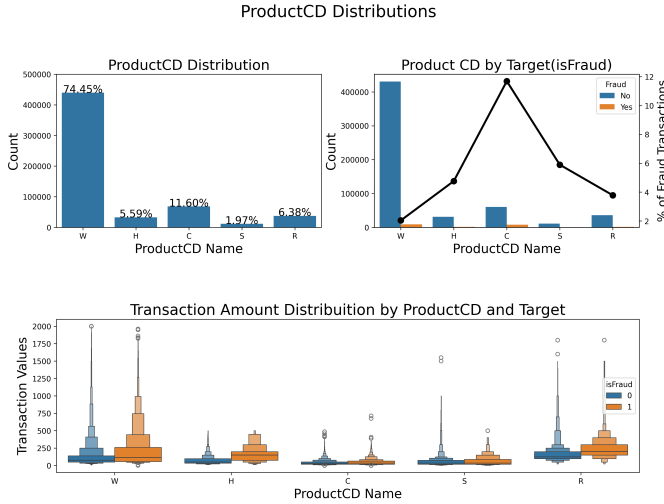 ProductCD Distributions
ProductCD Distribution
500000
400000
300000
200000
100000
0
Count
74.45%
5.59%
11.60%
1.97%
6.38%
W H C S R
ProductCD Name
Product CD by Target(isFraud)
400000
300000
200000
100000
0
Count
Fraud
No
Yes
12
10
8
6
4
2
% of Fraud Transactions
W H C S R
ProductCD Name
Transaction Amount Distribuition by ProductCD and Target
2000
1750
1500
1250
1000
750
500
250
0
Transaction Values
isFraud
0
1
W H C S R
ProductCD Name